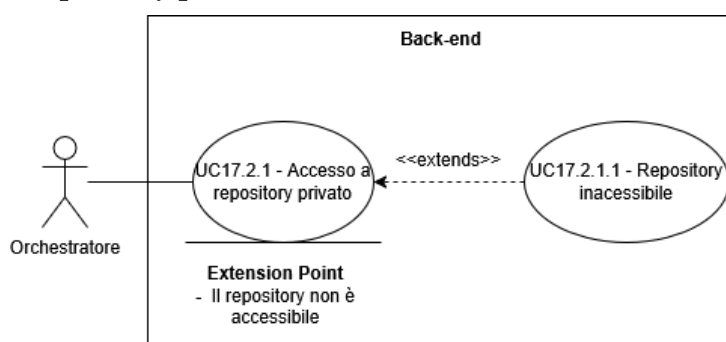 Back-end
UC17.2.1 - Accesso a
repository privato
<<extends>>
UC17.2.1.1 - Repository
inacessibile
Orchestratore
Extension Point
- Il repository non è
accessibile